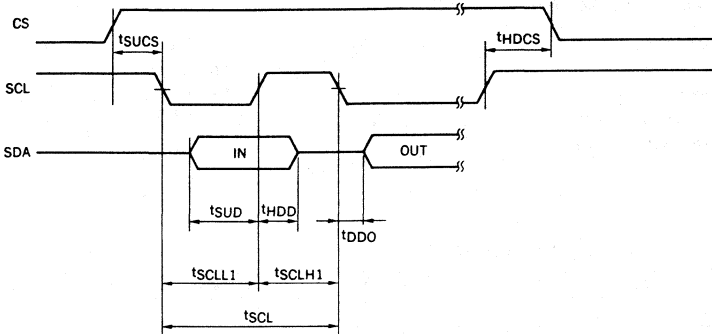 CS
tSUCS
tHDCS
SCL
SDA
IN
OUT
tSUD
tHDD
tDDO
tSCLL1
tSCLH1
tSCL